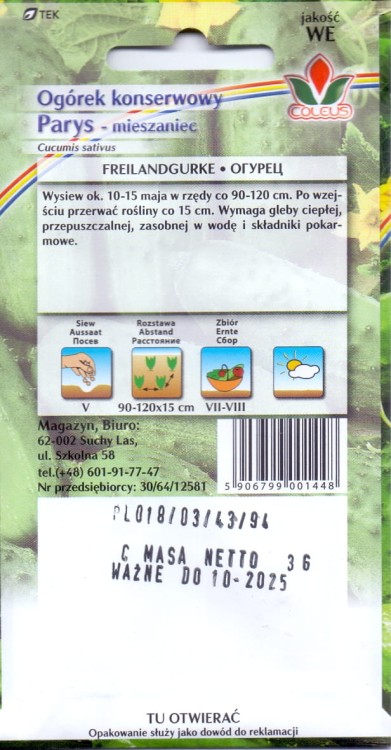 TEK
jakość
WE
Ogórek konserwowy
Parys - mieszaniec
Cucumis sativus
COLEUS
FREILANDGURKE • ОГУРЕЦ
Wysiew ok. 10-15 maja w rzędy co 90-120 cm. Po wzej-
ściu przerwać rośliny co 15 cm. Wymaga gleby ciepłej,
przepuszczalnej, zasobnej w wodę i składniki pokar-
mowe.
Siew
Aussaat
Посев
Rozstawa
Abstand
Расстояние
Zbiór
Ernte
Сбор
V
90-120x15 cm
VII-VIII
Magazyn, Biuro:
62-002 Suchy Las,
ul. Szkolna 58
tel.(+48) 601-91-77-47
Nr przedsiębiorcy: 30/64/12581
5 906799 001448
PL018/03/43/94
C MASA NETTO 3G
WAŻNE DO 10-2025
TU OTWIERAĆ
Opakowanie służy jako dowód do reklamacji